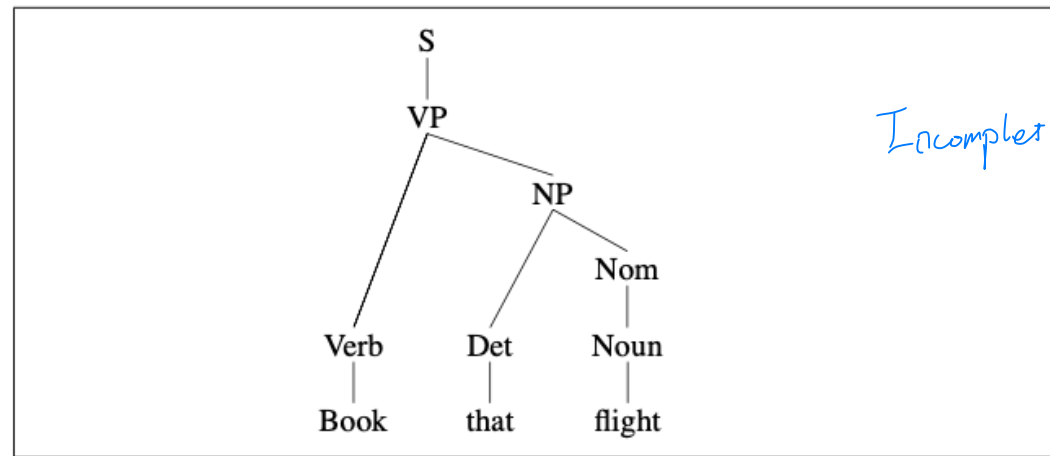 S
VP
Incomplet
NP
Nom
Verb Det Noun
Book that flight